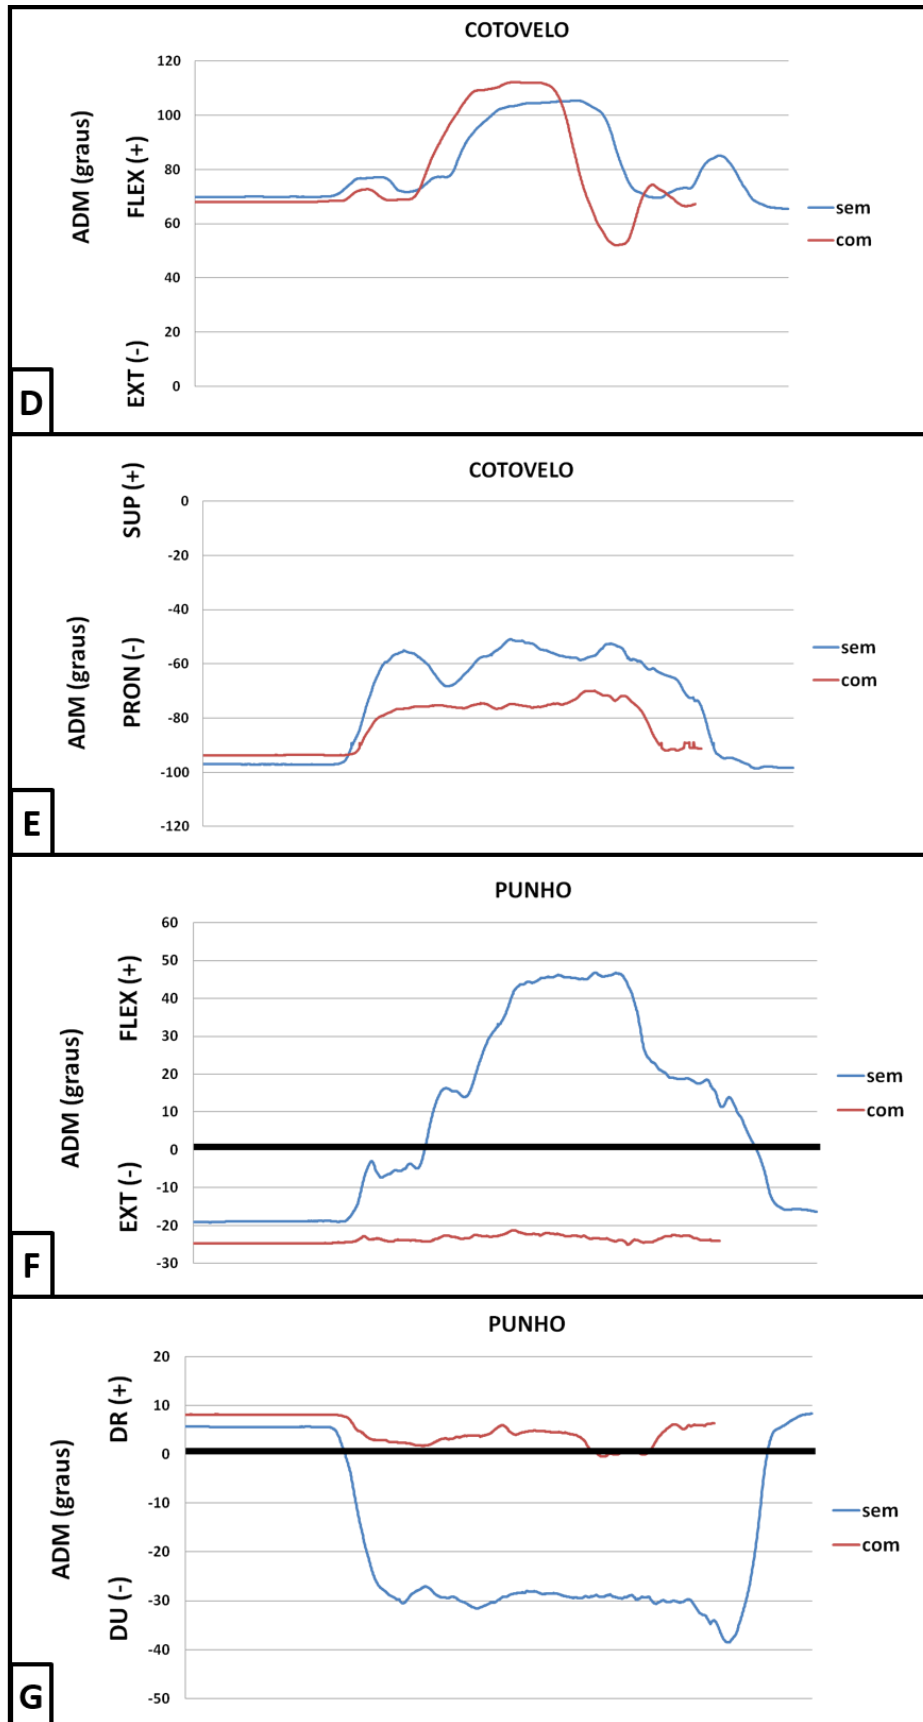 COTOVELO
ADM (graus)
FLEX (+)
EXT (-)
120
100
80
60
40
20
0
sem
com
D
COTOVELO
ADM (graus)
SUP (+)
PRON (-)
0
-20
-40
-60
-80
-100
-120
sem
com
E
PUNHO
ADM (graus)
FLEX (+)
EXT (-)
60
50
40
30
20
10
0
-10
-20
-30
sem
com
F
PUNHO
ADM (graus)
DR (+)
DU (-)
20
10
0
-10
-20
-30
-40
-50
sem
com
G